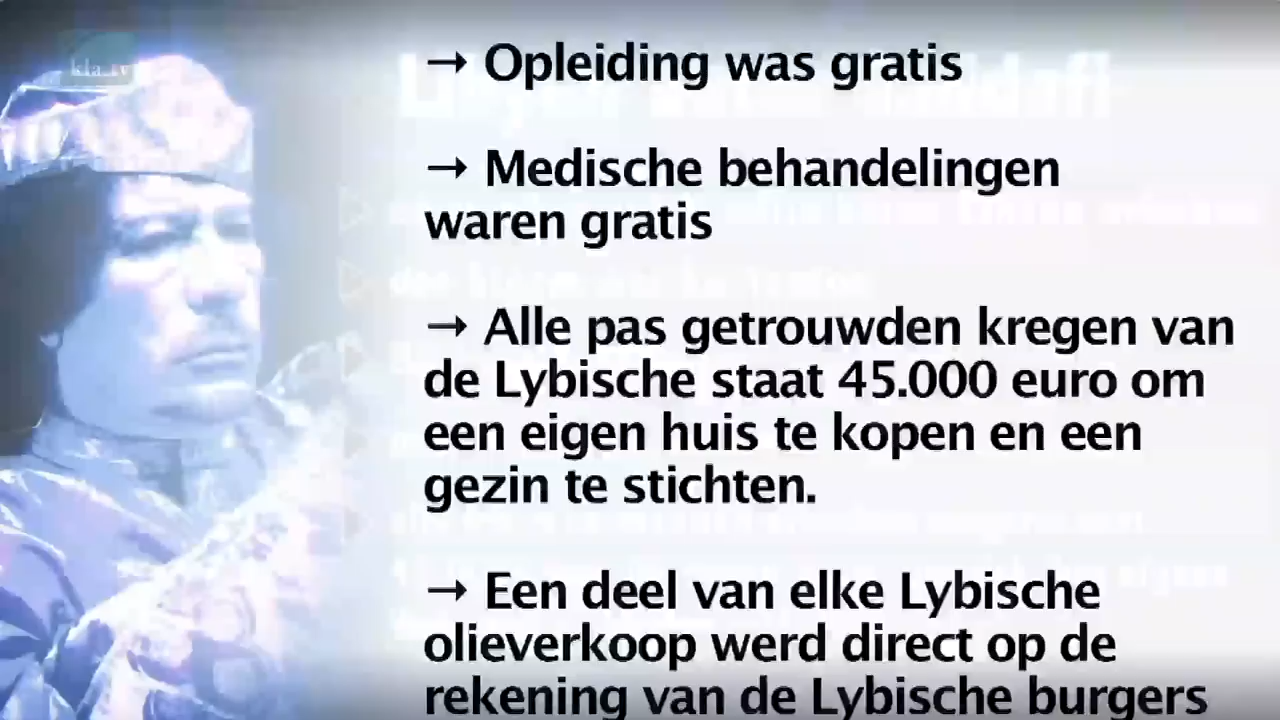 kla.tv
→ Opleiding was gratis
→ Medische behandelingen
waren gratis
→ Alle pas getrouwden kregen van
de Lybische staat 45.000 euro om
een eigen huis te kopen en een
gezin te stichten.
→ Een deel van elke Lybische
olieverkoop werd direct op de
rekening van de Lybische burgers